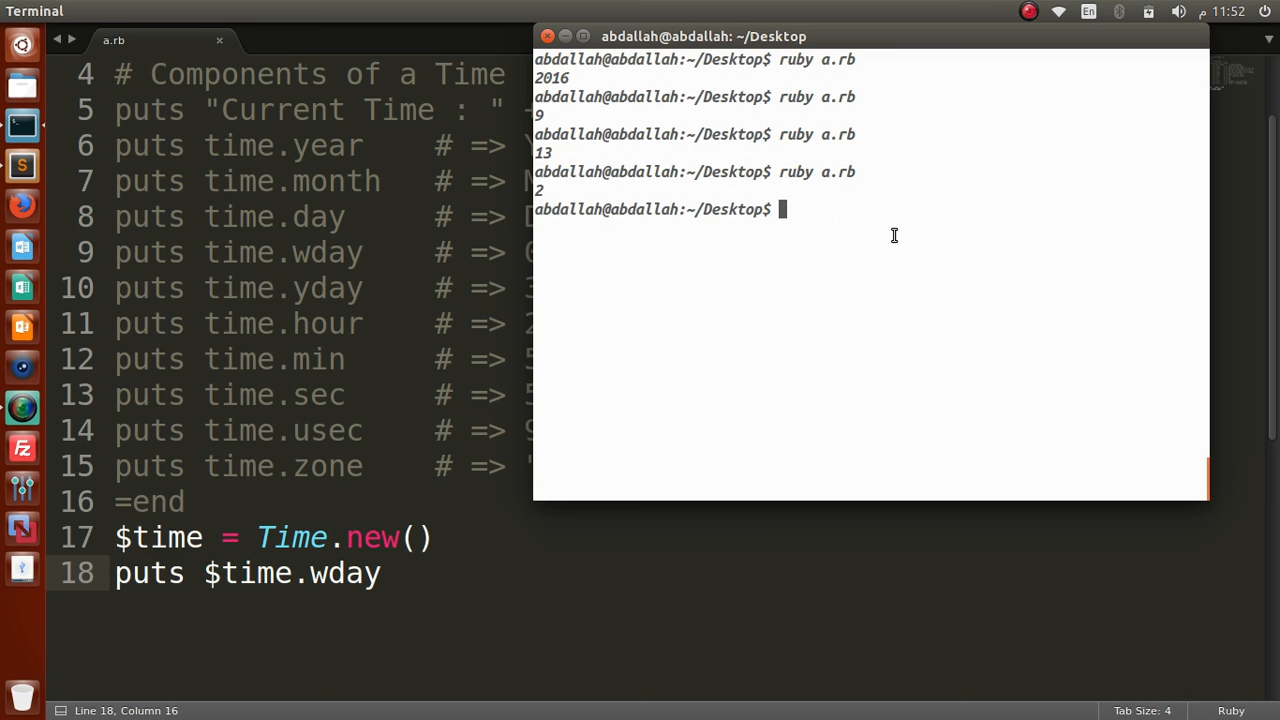 Terminal
En
11:52 م
a.rb
×
4 # Components of a Time
5 puts "Current Time : "
6 puts time.year # =>
7 puts time.month # =>
8 puts time.day # =>
9 puts time.wday # =>
10 puts time.yday # =>
11 puts time.hour # =>
12 puts time.min # =>
13 puts time.sec # =>
14 puts time.usec # =>
15 puts time.zone # =>
16 =end
17 $time = Time.new()
18 puts $time.wday
abdallah@abdallah: ~/Desktop
abdallah@abdallah:~/Desktop$ ruby a.rb
2016
abdallah@abdallah:~/Desktop$ ruby a.rb
9
abdallah@abdallah:~/Desktop$ ruby a.rb
13
abdallah@abdallah:~/Desktop$ ruby a.rb
2
abdallah@abdallah:~/Desktop$
Line 18, Column 16
Tab Size: 4
Ruby